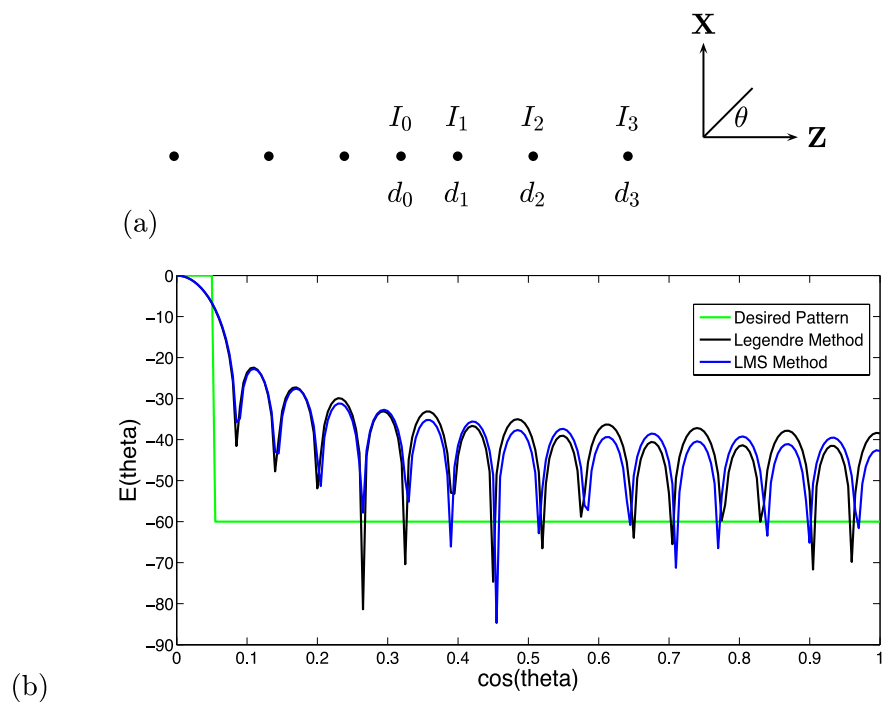 X
I₀ I₁ I₂ I₃
θ
Z
d₀ d₁ d₂ d₃
(a)
0
−10
−20
−30
−40
−50
−60
−70
−80
−90
E(theta)
Desired Pattern
Legendre Method
LMS Method
0 0.1 0.2 0.3 0.4 0.5 0.6 0.7 0.8 0.9 1
cos(theta)
(b)